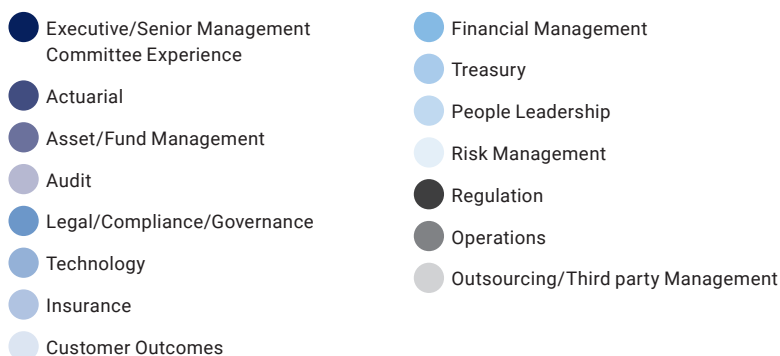 Executive/Senior Management
Committee Experience
Actuarial
Asset/Fund Management
Audit
Legal/Compliance/Governance
Technology
Insurance
Customer Outcomes
Financial Management
Treasury
People Leadership
Risk Management
Regulation
Operations
Outsourcing/Third party Management